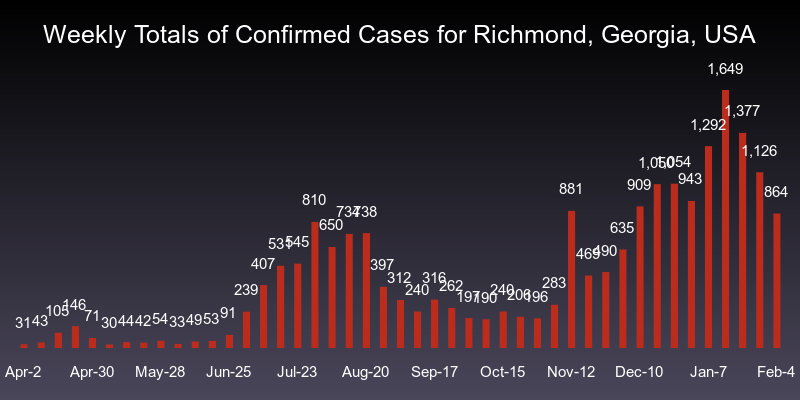 Weekly Totals of Confirmed Cases for Richmond, Georgia, USA
31 43 105 146 71 30 44 42 54 33 49 53 91 239 407 531 545 810 650 737 738 397 312 240 316 262 197 190 240 206 196 283 881 469 490 635 909 1,050 1,054 943 1,292 1,649 1,377 1,126 864
Apr-2 Apr-30 May-28 Jun-25 Jul-23 Aug-20 Sep-17 Oct-15 Nov-12 Dec-10 Jan-7 Feb-4